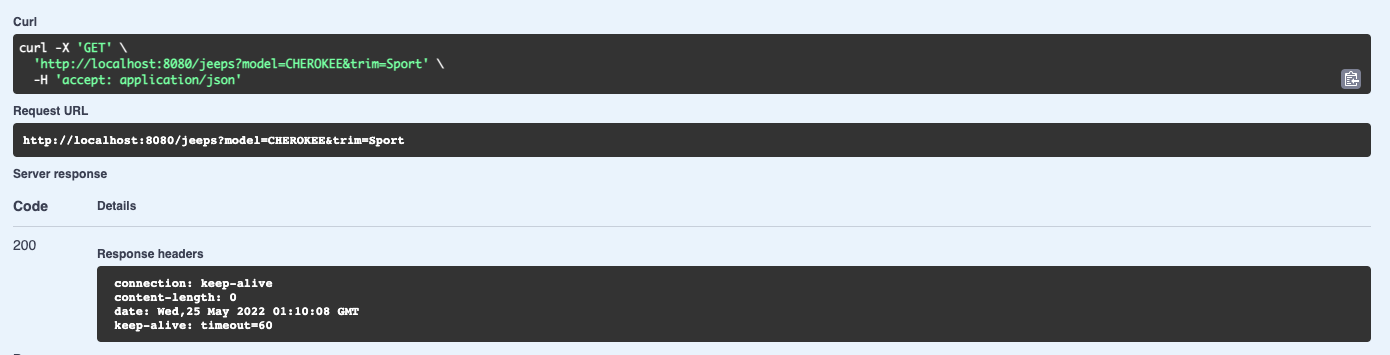 Curl
curl -X 'GET' \
'http://localhost:8080/jeeps?model=CHEROKEE&trim=Sport' \
-H 'accept: application/json'
Request URL
http://localhost:8080/jeeps?model=CHEROKEE&trim=Sport
Server response
Code Details
200
Response headers
connection: keep-alive
content-length: 0
date: Wed,25 May 2022 01:10:08 GMT
keep-alive: timeout=60